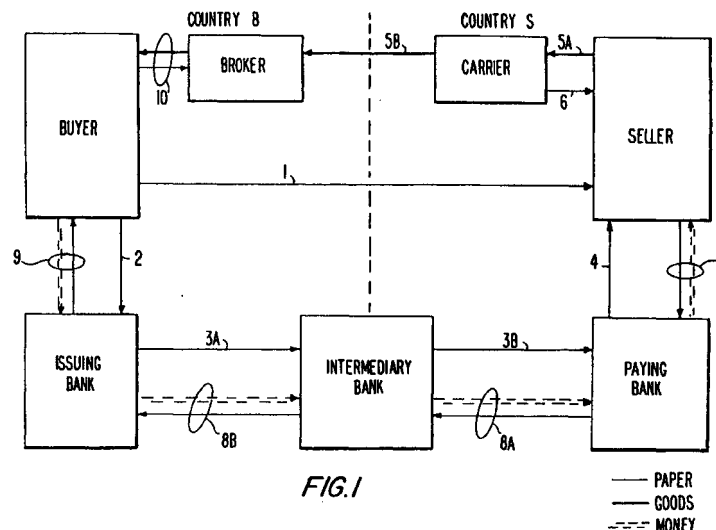 COUNTRY B
COUNTRY S
BUYER
BROKER
CARRIER
SELLER
10
5B
5A
6
1
9
2
4
ISSUING BANK
3A
INTERMEDIARY BANK
3B
PAYING BANK
8B
8A
FIG.1
PAPER
GOODS
MONEY